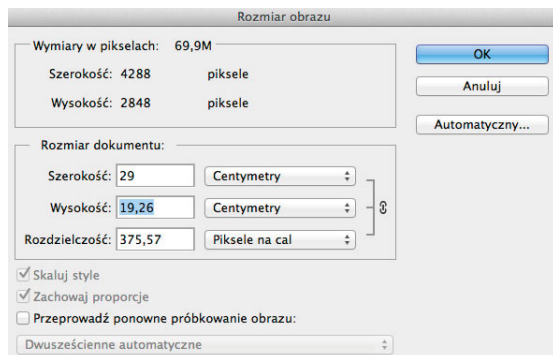 Rozmiar obrazu
Wymiary w pikselach: 69,9M
Szerokość: 4288 piksele
Wysokość: 2848 piksele
OK
Anuluj
Automatyczny...
Rozmiar dokumentu:
Szerokość: 29 Centymetry
Wysokość: 19,26 Centymetry
Rozdzielczość: 375,57 Piksele na cal
Skaluj style
Zachowaj proporcje
Przeprowadź ponowne próbkowanie obrazu:
Dwusześcienne automatyczne